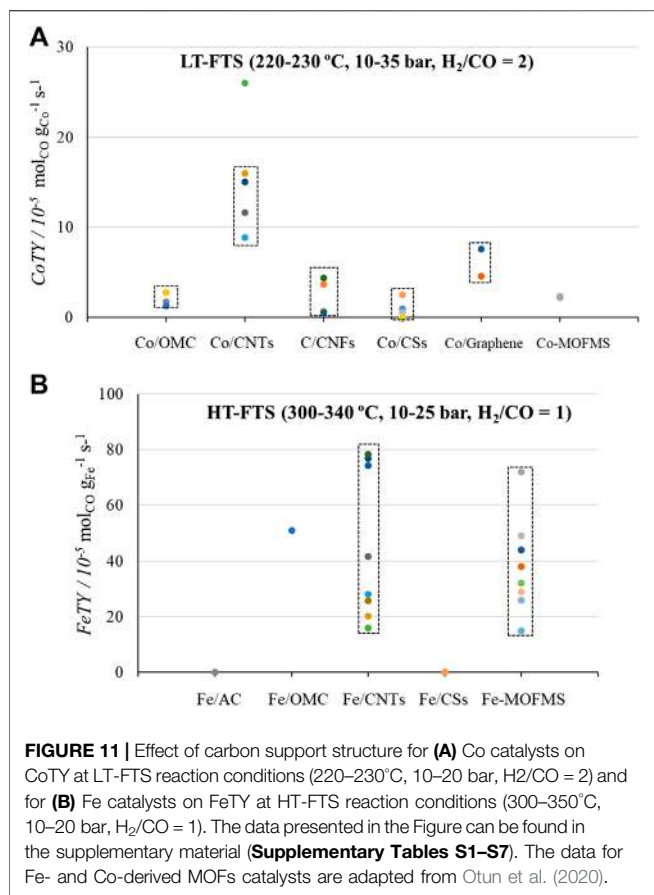 A
LT-FTS (220-230 °C, 10-35 bar, H₂/CO = 2)
CoTY / 10⁻⁵ mol_CO g_Co⁻¹ s⁻¹
30
20
10
0
Co/OMC Co/CNTs C/CNFs Co/CSs Co/Graphene Co-MOFMS
B
HT-FTS (300-340 °C, 10-25 bar, H₂/CO = 1)
FeTY / 10⁻⁵ mol_CO g_Fe⁻¹ s⁻¹
100
80
60
40
20
0
Fe/AC Fe/OMC Fe/CNTs Fe/CSs Fe-MOFMS
FIGURE 11 | Effect of carbon support structure for (A) Co catalysts on
CoTY at LT-FTS reaction conditions (220–230°C, 10–20 bar, H2/CO = 2) and
for (B) Fe catalysts on FeTY at HT-FTS reaction conditions (300–350°C,
10–20 bar, H₂/CO = 1). The data presented in the Figure can be found in
the supplementary material (Supplementary Tables S1–S7). The data for
Fe- and Co-derived MOFs catalysts are adapted from Otun et al. (2020).